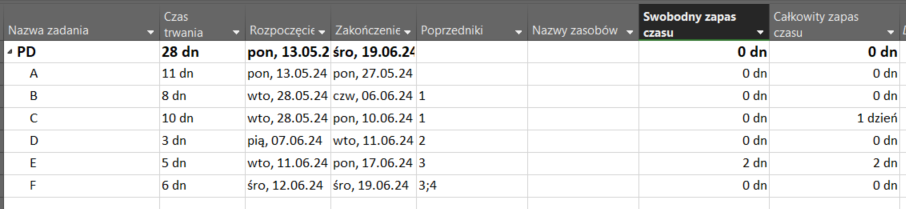 Nazwa zadania Czas trwania Rozpoczęcie Zakończenie Poprzedniki Nazwy zasobów Swobodny zapas czasu Całkowity zapas czasu
PD 28 dn pon, 13.05.2 śro, 19.06.24 0 dn 0 dn
A 11 dn pon, 13.05.24 pon, 27.05.24 0 dn 0 dn
B 8 dn wto, 28.05.24 czw, 06.06.24 1 0 dn 0 dn
C 10 dn wto, 28.05.24 pon, 10.06.24 1 0 dn 1 dzień
D 3 dn pią, 07.06.24 wto, 11.06.24 2 0 dn 0 dn
E 5 dn wto, 11.06.24 pon, 17.06.24 3 2 dn 2 dn
F 6 dn śro, 12.06.24 śro, 19.06.24 3;4 0 dn 0 dn